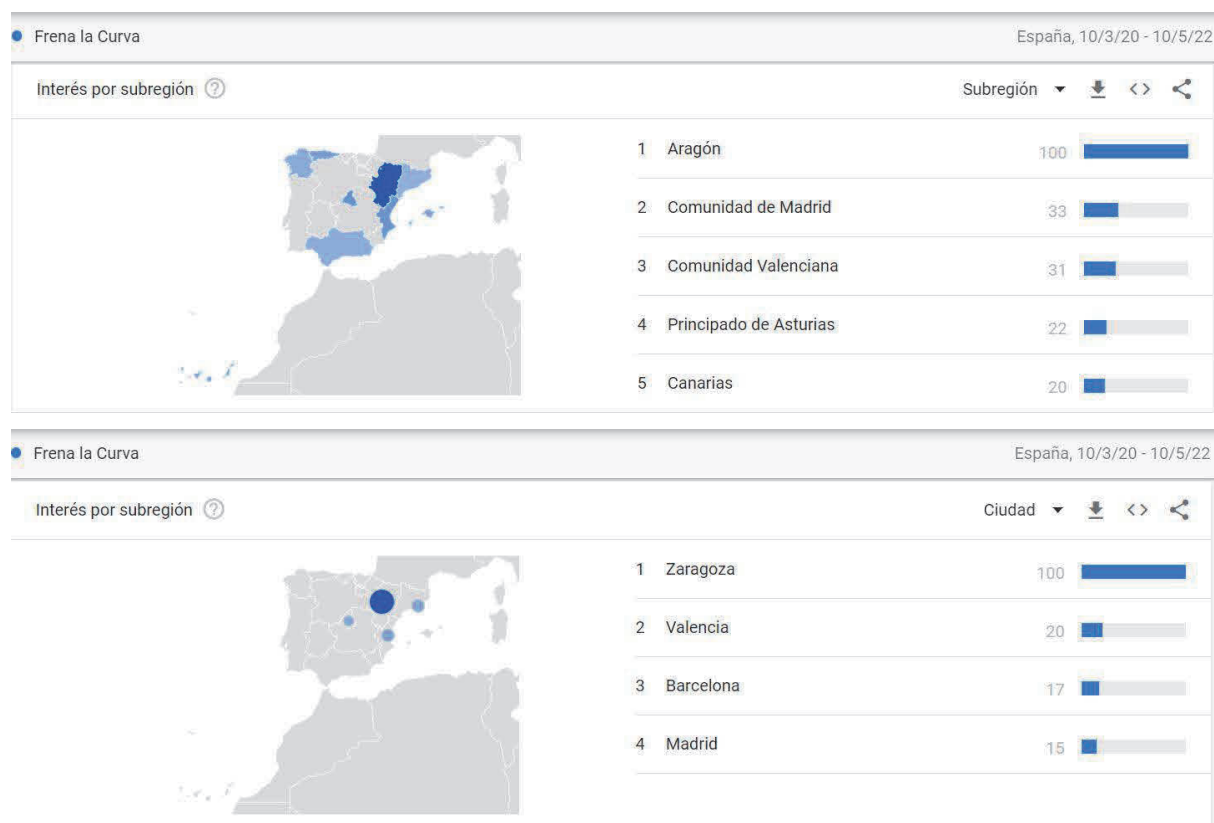 Frena la Curva España, 10/3/20 - 10/5/22
Interés por subregión ? Subregión
1 Aragón 100
2 Comunidad de Madrid 33
3 Comunidad Valenciana 31
4 Principado de Asturias 22
5 Canarias 20
Frena la Curva España, 10/3/20 - 10/5/22
Interés por subregión ? Ciudad
1 Zaragoza 100
2 Valencia 20
3 Barcelona 17
4 Madrid 15